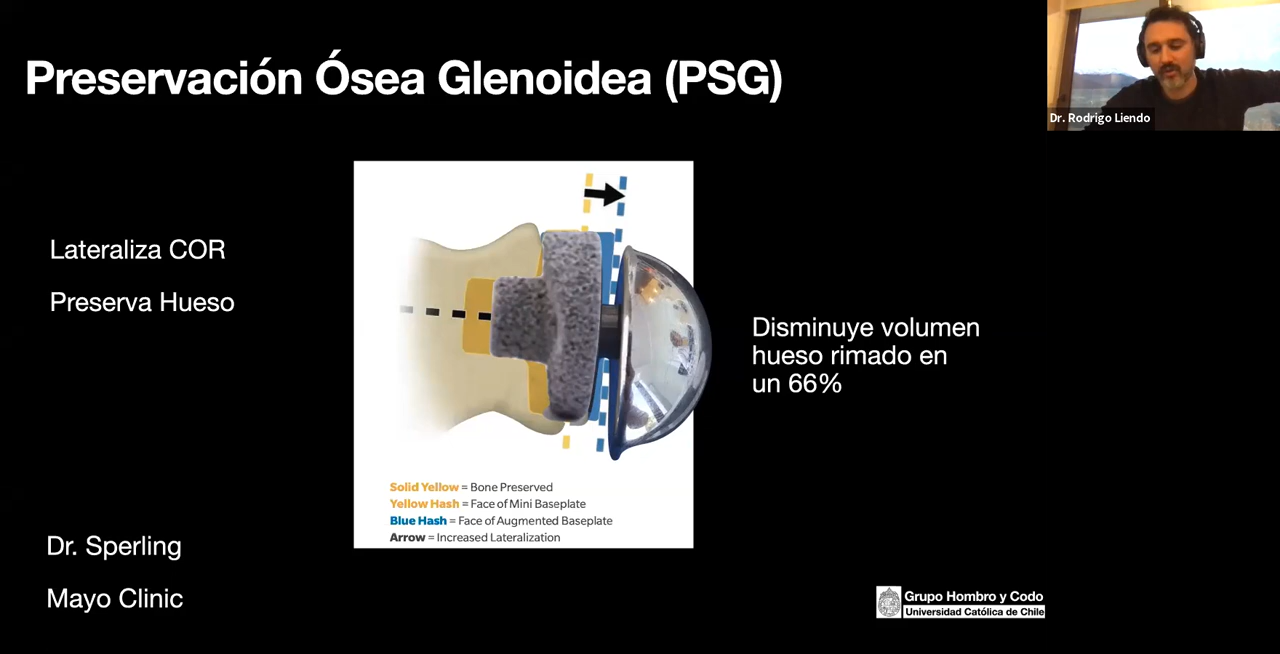 Preservación Ósea Glenoidea (PSG)
Dr. Rodrigo Liendo
Lateraliza COR
Preserva Hueso
Disminuye volumen
hueso rimado en
un 66%
Solid Yellow = Bone Preserved
Yellow Hash = Face of Mini Baseplate
Blue Hash = Face of Augmented Baseplate
Arrow = Increased Lateralization
Dr. Sperling
Mayo Clinic
Grupo Hombro y Codo
Universidad Católica de Chile